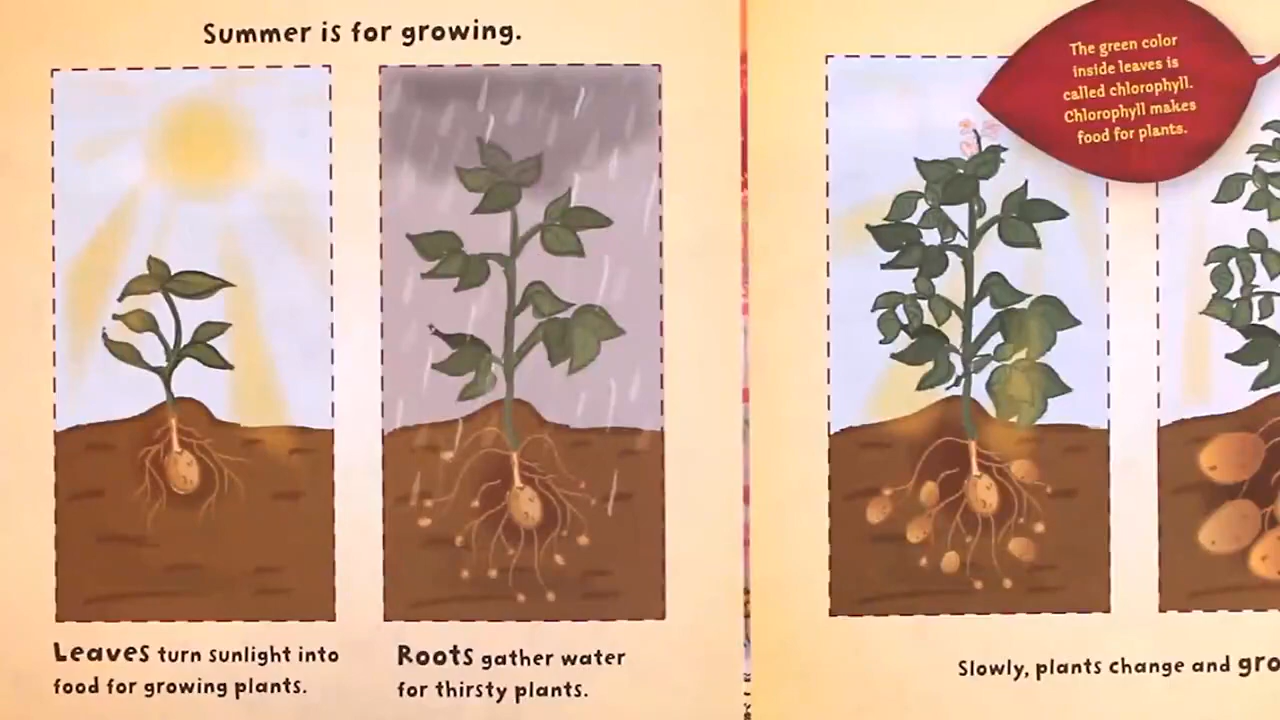 Summer is for growing.
Leaves turn sunlight into
food for growing plants.
Roots gather water
for thirsty plants.
The green color
inside leaves is
called chlorophyll.
Chlorophyll makes
food for plants.
Slowly, plants change and